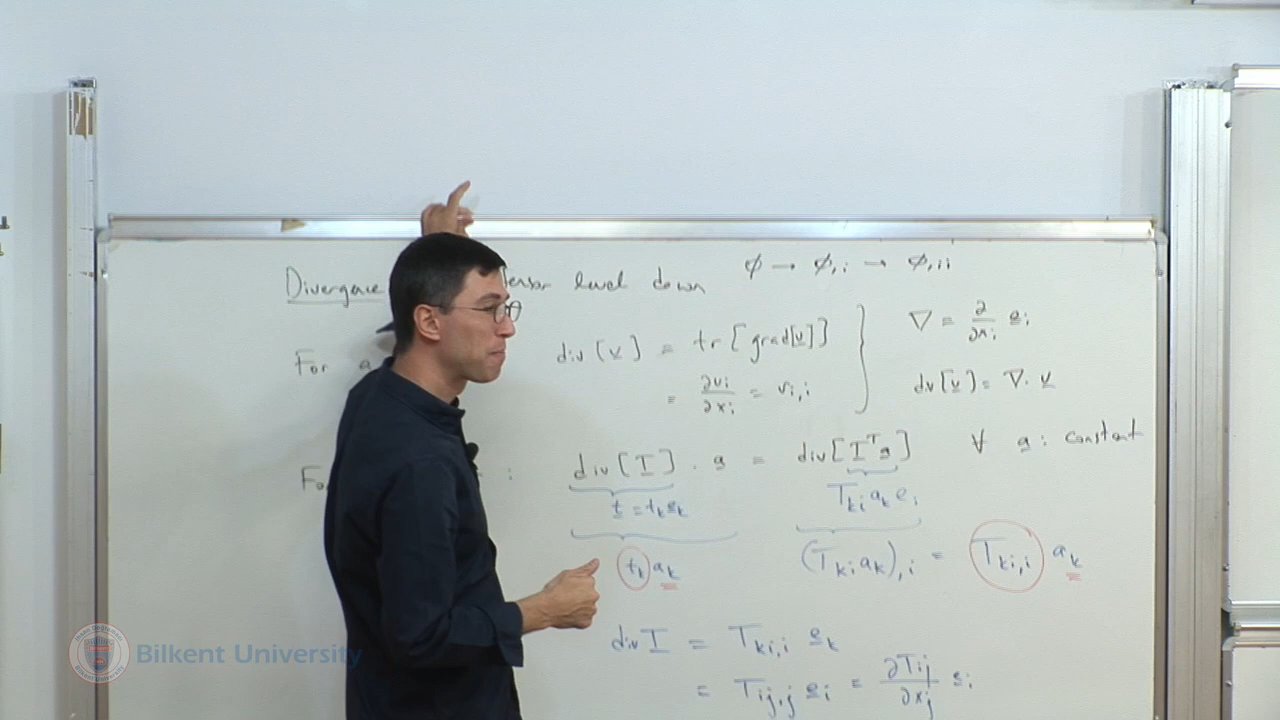 Divergence Tensor level down ϕ → ϕ,i → ϕ,ii
For a div[v] = tr[grad[v]] ∇ ≡ ∂/∂xi ei
= ∂vi/∂xi = vi,i div[v] = ∇ · v
: div[T] · a = div[Tᵀa] ∀ a : constant
t = tk ek Tki ak ei
tk ak (Tki ak),i = Tki,i ak
div T = Tki,i ek
= Tij,j ei = ∂Tij/∂xj ei
Bilkent University